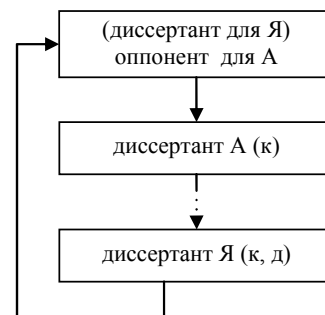 (диссертант для Я)
оппонент для А
диссертант А (к)
диссертант Я (к, д)